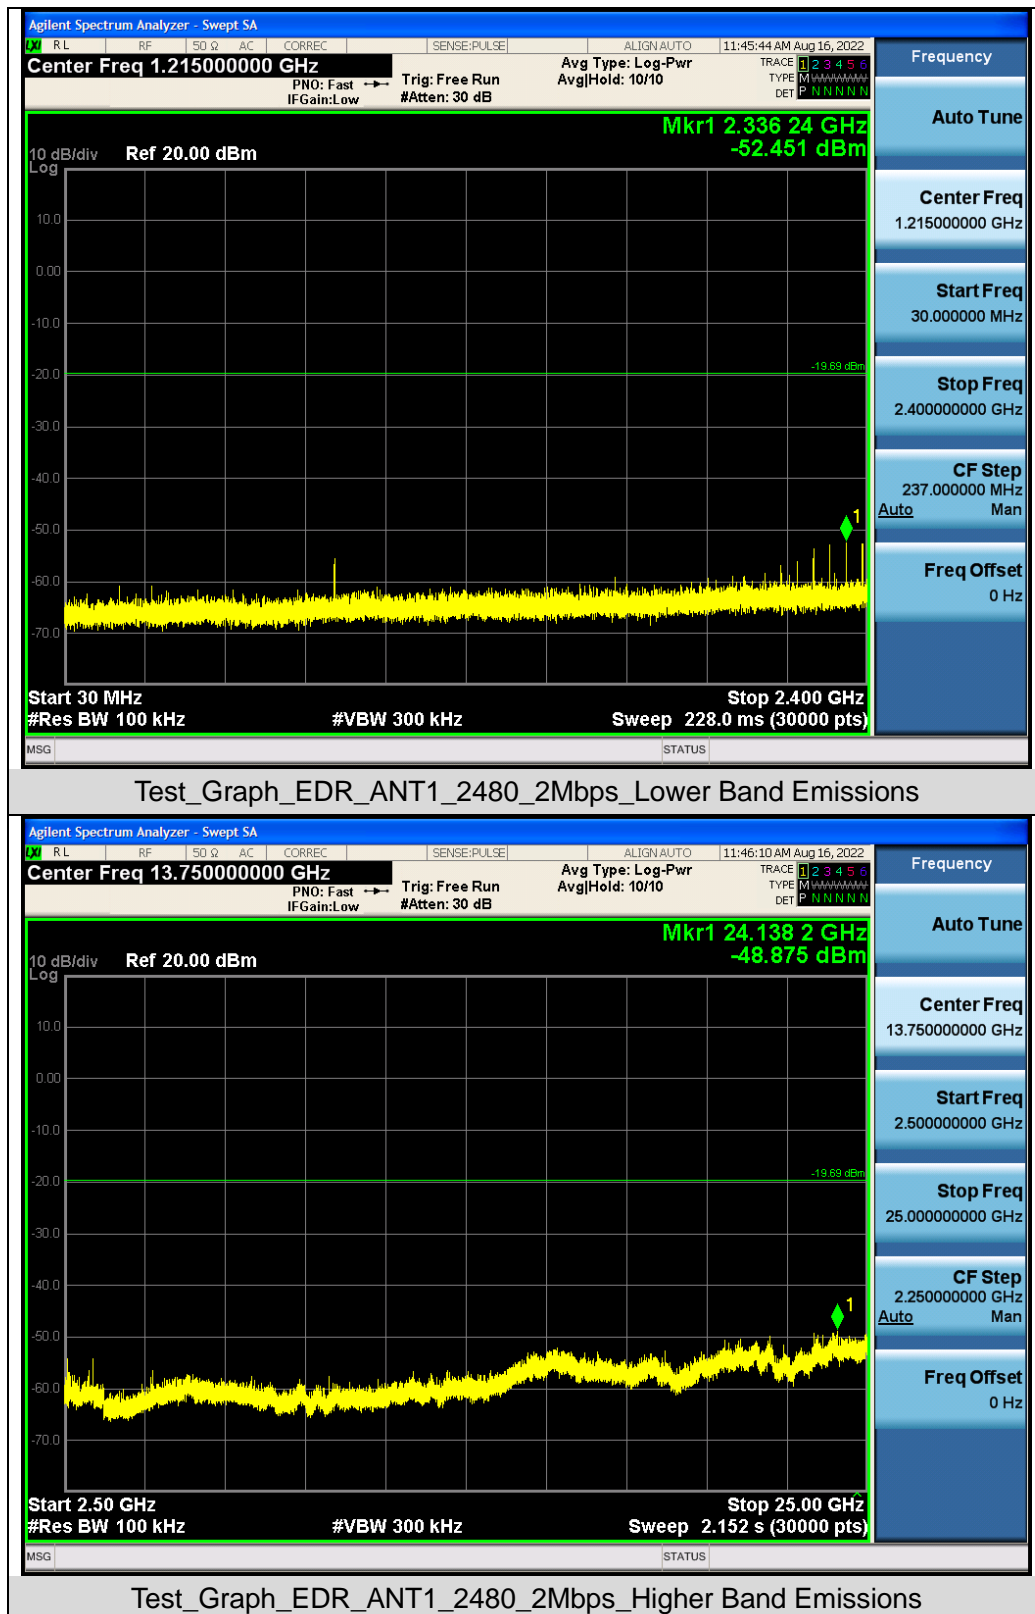 Agilent Spectrum Analyzer - Swept SA
LXI RL RF 50 Ω AC CORREC SENSE:PULSE ALIGN AUTO 11:45:44 AM Aug 16, 2022
Center Freq 1.215000000 GHz
PNO: Fast
IFGain:Low
Trig: Free Run
#Atten: 30 dB
Avg Type: Log-Pwr
Avg|Hold: 10/10
TRACE 1 2 3 4 5 6
TYPE M WWWWW
DET P N N N N N
Mkr1 2.336 24 GHz
-52.451 dBm
10 dB/div Ref 20.00 dBm
Log
10.0
0.00
-10.0
-19.69 dBm
-20.0
-30.0
-40.0
-50.0
1
-60.0
-70.0
Start 30 MHz Stop 2.400 GHz
#Res BW 100 kHz #VBW 300 kHz Sweep 228.0 ms (30000 pts)
MSG STATUS
Frequency
Auto Tune
Center Freq
1.215000000 GHz
Start Freq
30.000000 MHz
Stop Freq
2.400000000 GHz
CF Step
237.000000 MHz
Auto Man
Freq Offset
0 Hz
Test_Graph_EDR_ANT1_2480_2Mbps_Lower Band Emissions
Agilent Spectrum Analyzer - Swept SA
LXI RL RF 50 Ω AC CORREC SENSE:PULSE ALIGN AUTO 11:46:10 AM Aug 16, 2022
Center Freq 13.750000000 GHz
PNO: Fast
IFGain:Low
Trig: Free Run
#Atten: 30 dB
Avg Type: Log-Pwr
Avg|Hold: 10/10
TRACE 1 2 3 4 5 6
TYPE M WWWWW
DET P N N N N N
Mkr1 24.138 2 GHz
-48.875 dBm
10 dB/div Ref 20.00 dBm
Log
10.0
0.00
-10.0
-19.69 dBm
-20.0
-30.0
-40.0
1
-50.0
-60.0
-70.0
Start 2.50 GHz Stop 25.00 GHz
#Res BW 100 kHz #VBW 300 kHz Sweep 2.152 s (30000 pts)
MSG STATUS
Frequency
Auto Tune
Center Freq
13.750000000 GHz
Start Freq
2.500000000 GHz
Stop Freq
25.000000000 GHz
CF Step
2.250000000 GHz
Auto Man
Freq Offset
0 Hz
Test_Graph_EDR_ANT1_2480_2Mbps_Higher Band Emissions